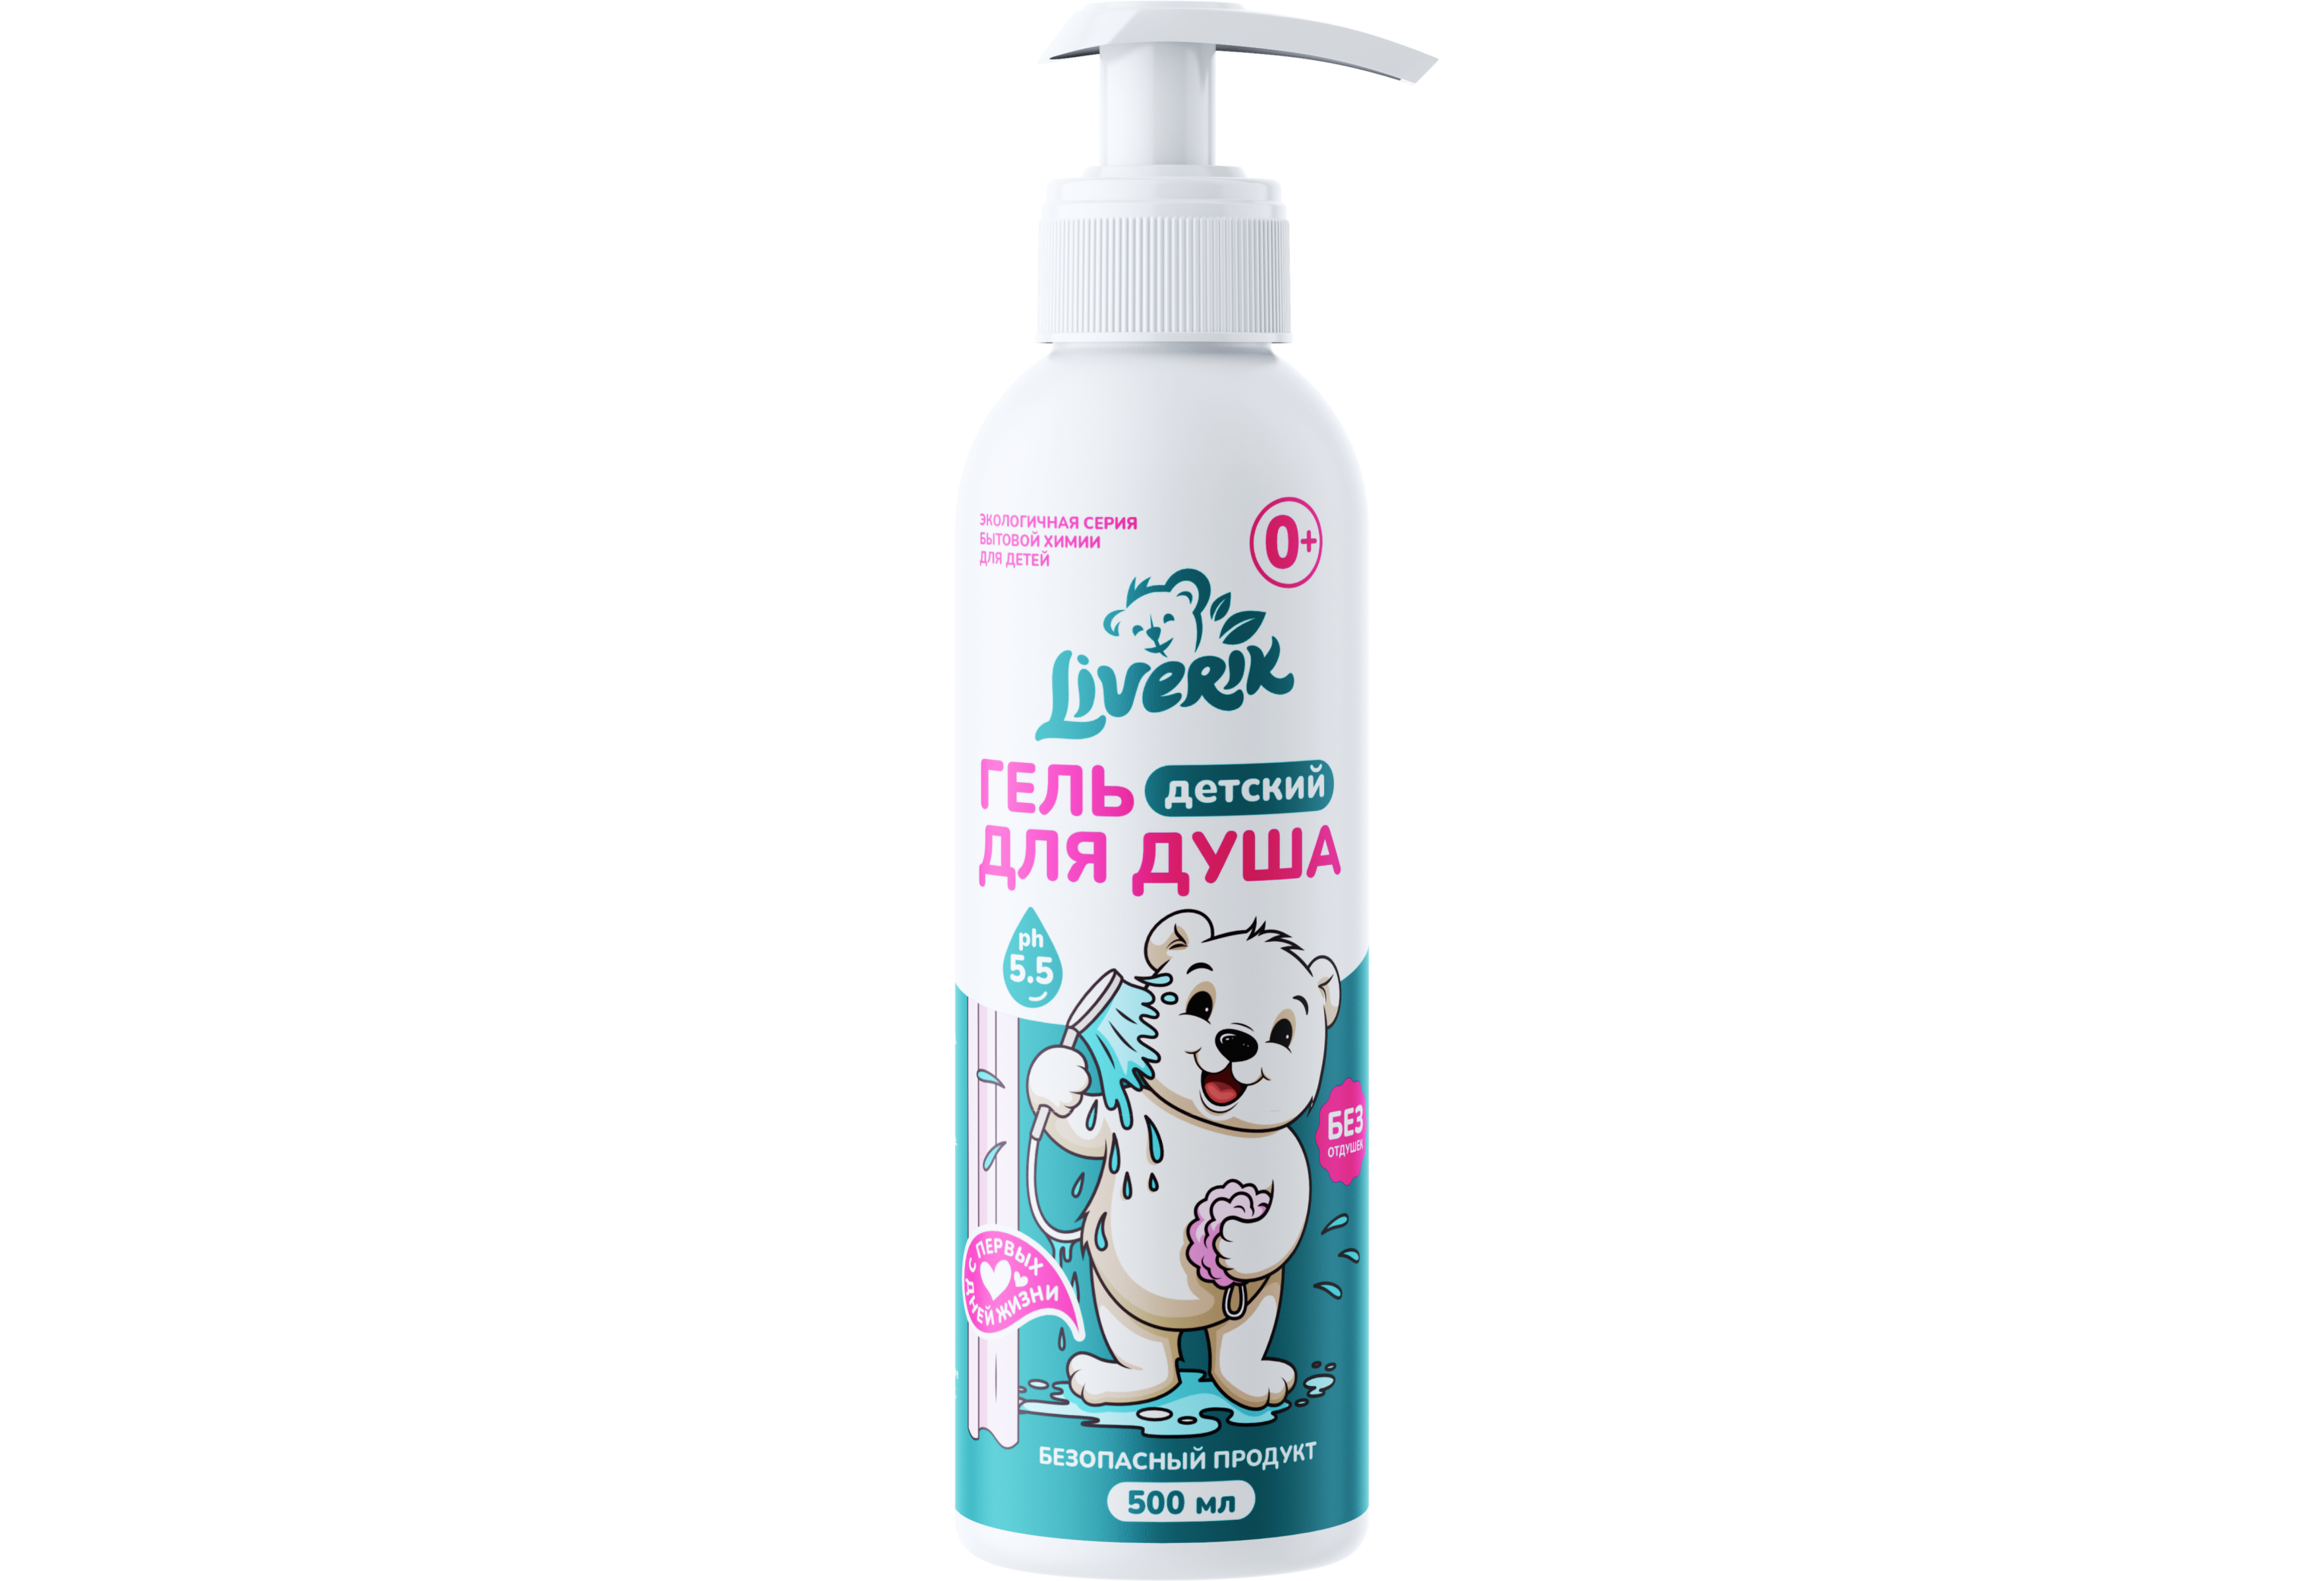 ЭКОЛОГИЧНАЯ СЕРИЯ
БЫТОВОЙ ХИМИИ
ДЛЯ ДЕТЕЙ
0+
Liverik
ГЕЛЬ детский
ДЛЯ ДУША
ph
5.5
БЕЗ
ОТДУШЕК
С ПЕРВЫХ
ДНЕЙ ЖИЗНИ
БЕЗОПАСНЫЙ ПРОДУКТ
500 мл